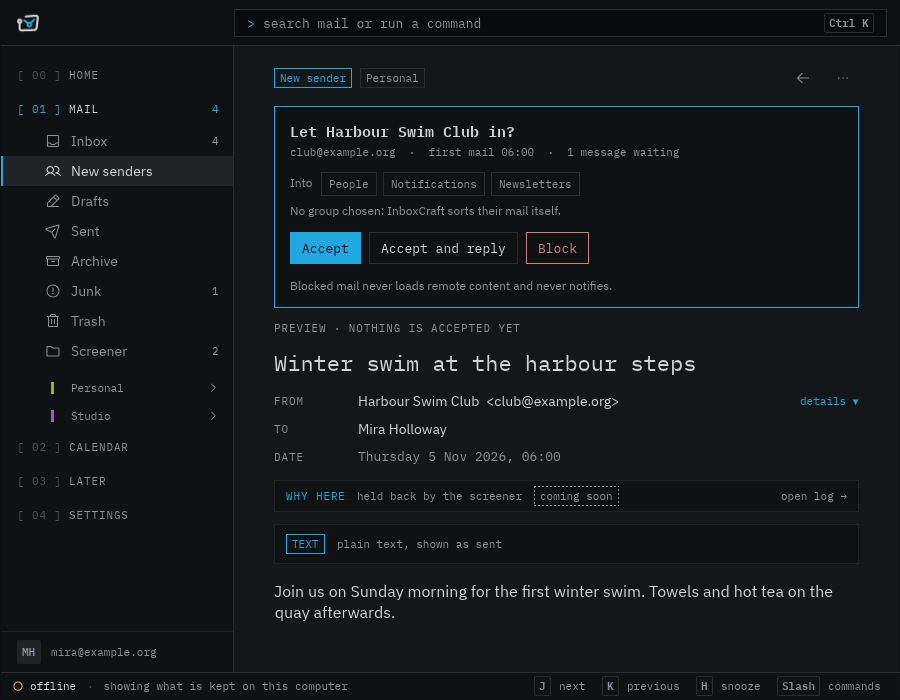 > search mail or run a command Ctrl K
[ 00 ] HOME
[ 01 ] MAIL 4
Inbox 4
New senders
Drafts
Sent
Archive
Junk 1
Trash
Screener 2
Personal
Studio
[ 02 ] CALENDAR
[ 03 ] LATER
[ 04 ] SETTINGS
MH mira@example.org
New sender Personal ← ···
Let Harbour Swim Club in?
club@example.org · first mail 06:00 · 1 message waiting
Into People Notifications Newsletters
No group chosen: InboxCraft sorts their mail itself.
Accept Accept and reply Block
Blocked mail never loads remote content and never notifies.
PREVIEW · NOTHING IS ACCEPTED YET
Winter swim at the harbour steps
FROM Harbour Swim Club <club@example.org> details ▾
TO Mira Holloway
DATE Thursday 5 Nov 2026, 06:00
WHY HERE held back by the screener coming soon open log →
TEXT plain text, shown as sent
Join us on Sunday morning for the first winter swim. Towels and hot tea on the
quay afterwards.
offline · showing what is kept on this computer J next K previous H snooze Slash commands